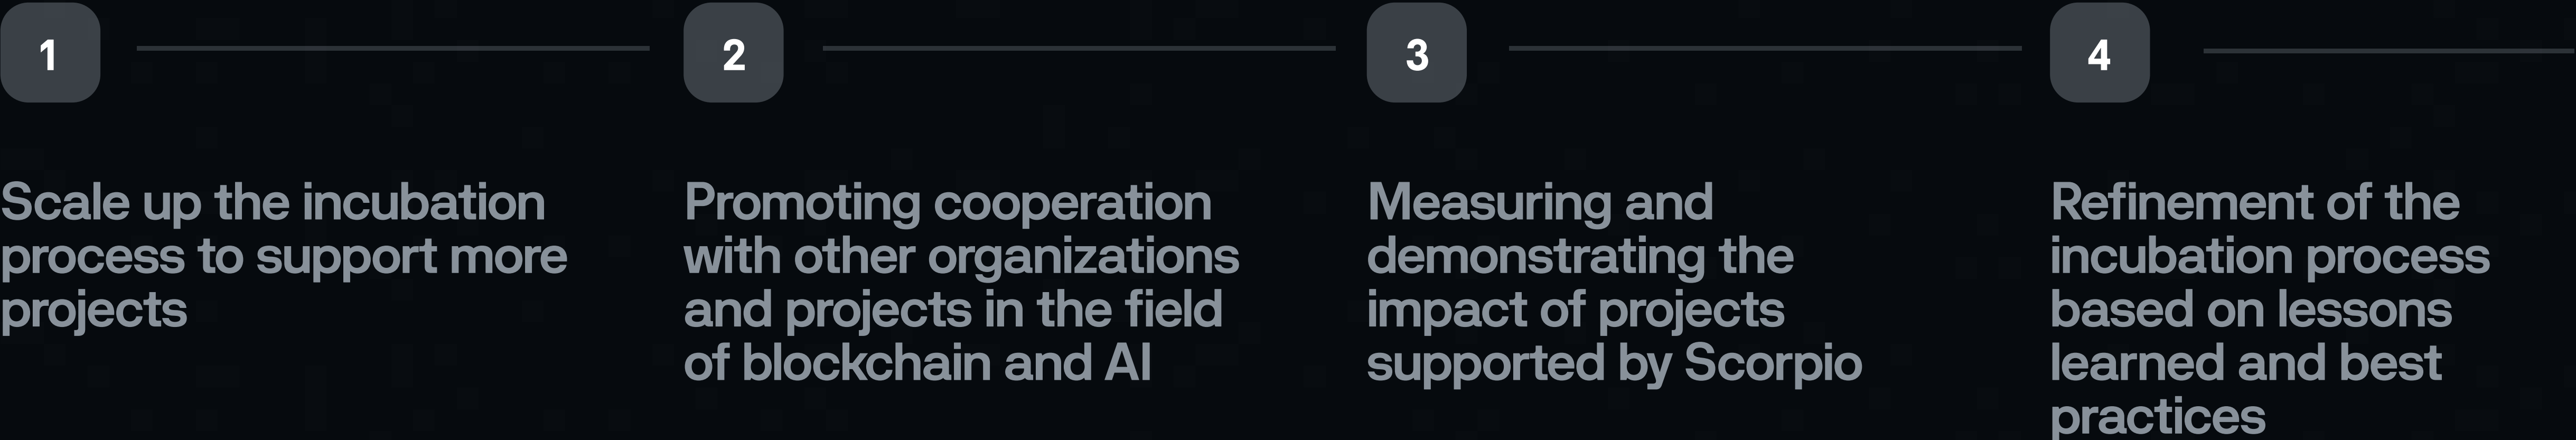 1
Scale up the incubation
process to support more
projects
2
Promoting cooperation
with other organizations
and projects in the field
of blockchain and AI
3
Measuring and
demonstrating the
impact of projects
supported by Scorpio
4
Refinement of the
incubation process
based on lessons
learned and best
practices